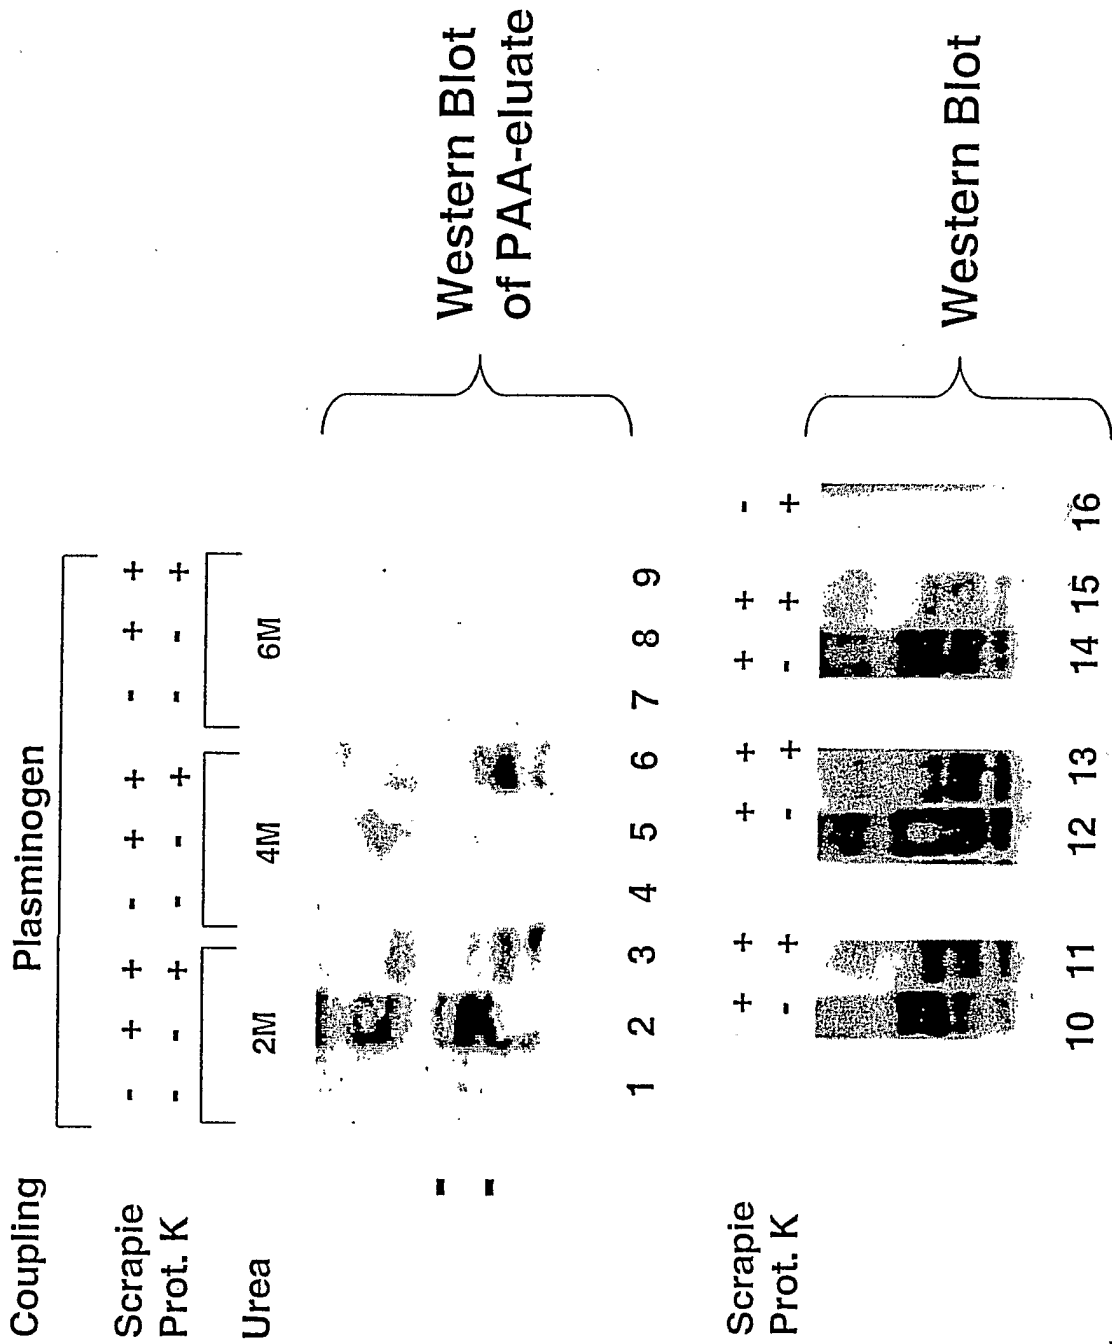 Coupling Plasminogen
Scrapie - + + - + + - + +
Prot. K - - + - - + - - +
Urea 2M 4M 6M
Western Blot
of PAA-eluate
1 2 3 4 5 6 7 8 9
Scrapie + + + + + + -
Prot. K - + - + - + +
Western Blot
10 11 12 13 14 15 16